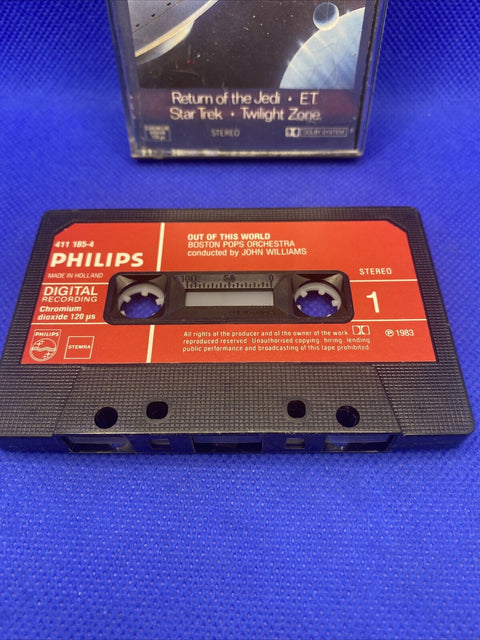 Return of the Jedi · E.T.
Star Trek · Twilight Zone
STEREO
DOLBY SYSTEM
411 185-4
PHILIPS
MADE IN HOLLAND
DIGITAL
RECORDING
Chromium
dioxide 120 µs
PHILIPS
STEMRA
OUT OF THIS WORLD
BOSTON POPS ORCHESTRA
conducted by JOHN WILLIAMS
100 50 0
STEREO
1
All rights of the producer and of the owner of the work
reproduced reserved. Unauthorised copying, hiring, lending
public performance and broadcasting of this tape prohibited.
℗ 1983